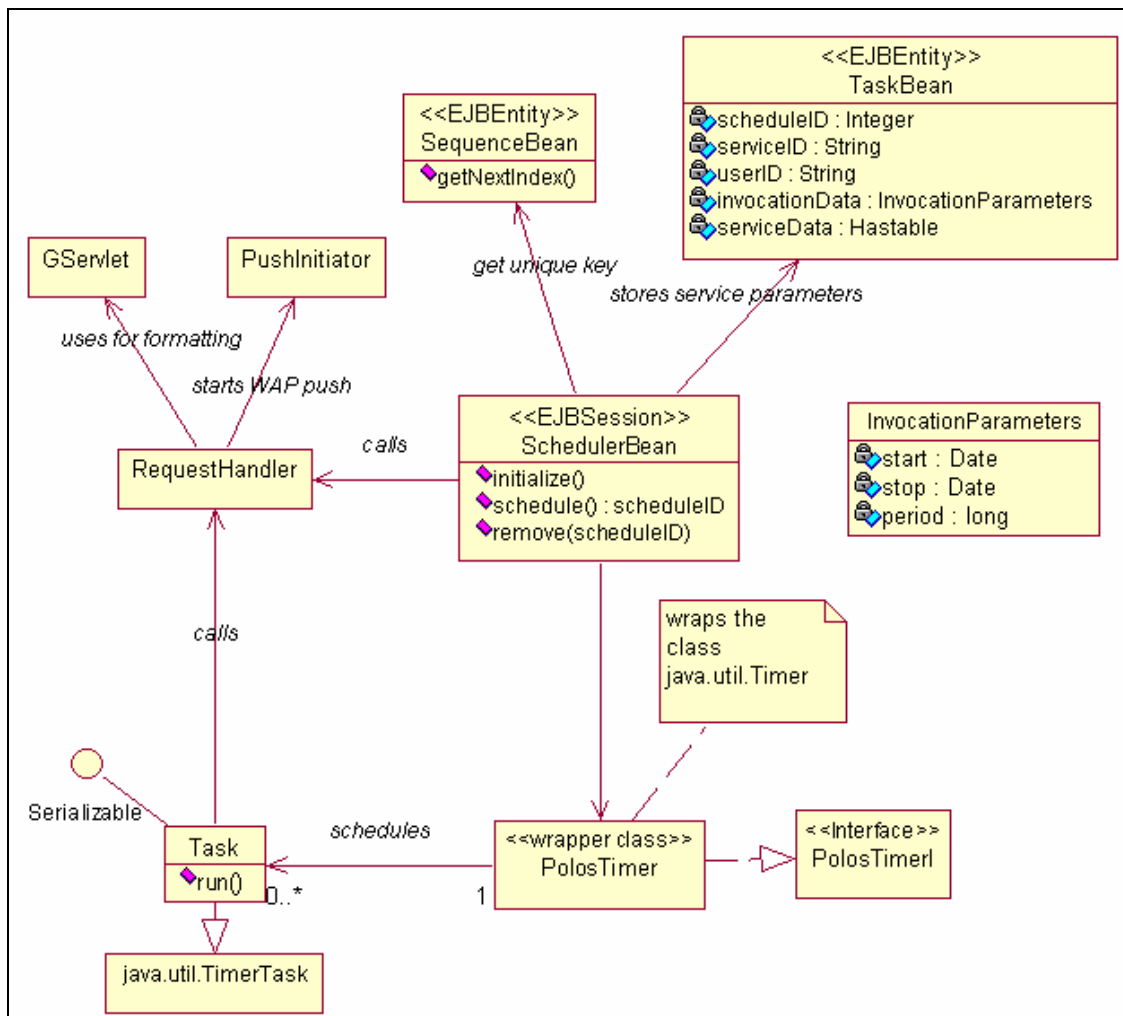 <<EJBEntity>>
TaskBean
scheduleID : Integer
serviceID : String
userID : String
invocationData : InvocationParameters
serviceData : Hastable
<<EJBEntity>>
SequenceBean
getNextIndex()
GServlet
PushInitiator
get unique key
stores service parameters
uses for formatting
starts WAP push
<<EJBSession>>
SchedulerBean
initialize()
schedule() : scheduleID
remove(scheduleID)
InvocationParameters
start : Date
stop : Date
period : long
calls
RequestHandler
wraps the
class
java.util.Timer
calls
Serializable
Task
run()
0..*
schedules
1
<<wrapper class>>
PolosTimer
<<Interface>>
PolosTimerI
java.util.TimerTask